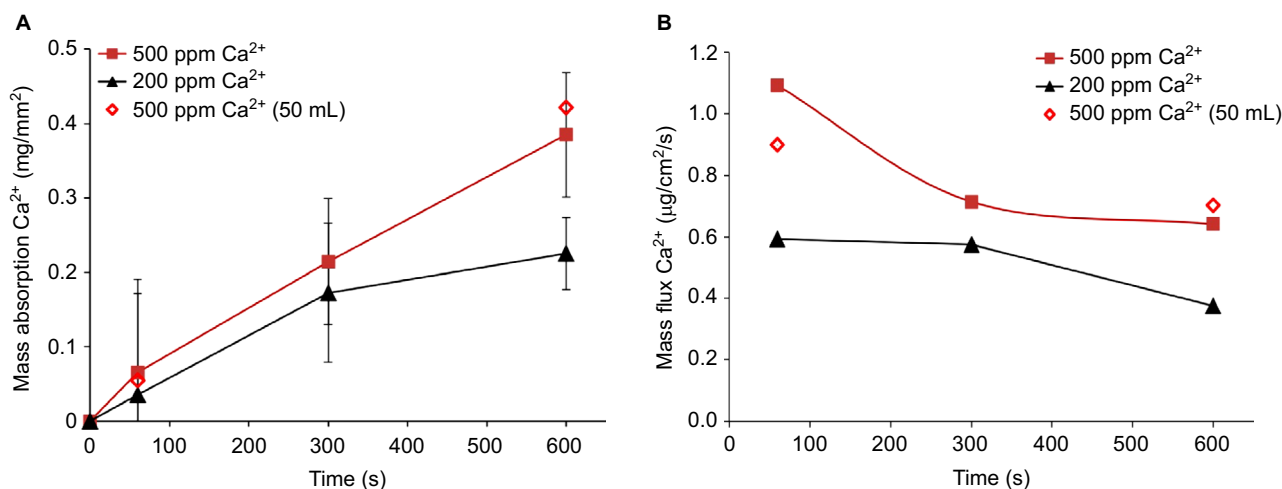 A
0.5
0.4
0.3
0.2
0.1
0
Mass absorption Ca²⁺ (mg/mm²)
500 ppm Ca²⁺
200 ppm Ca²⁺
500 ppm Ca²⁺ (50 mL)
0 100 200 300 400 500 600
Time (s)
B
1.2
1.0
0.8
0.6
0.4
0.2
0.0
Mass flux Ca²⁺ (μg/cm²/s)
500 ppm Ca²⁺
200 ppm Ca²⁺
500 ppm Ca²⁺ (50 mL)
0 100 200 300 400 500 600
Time (s)